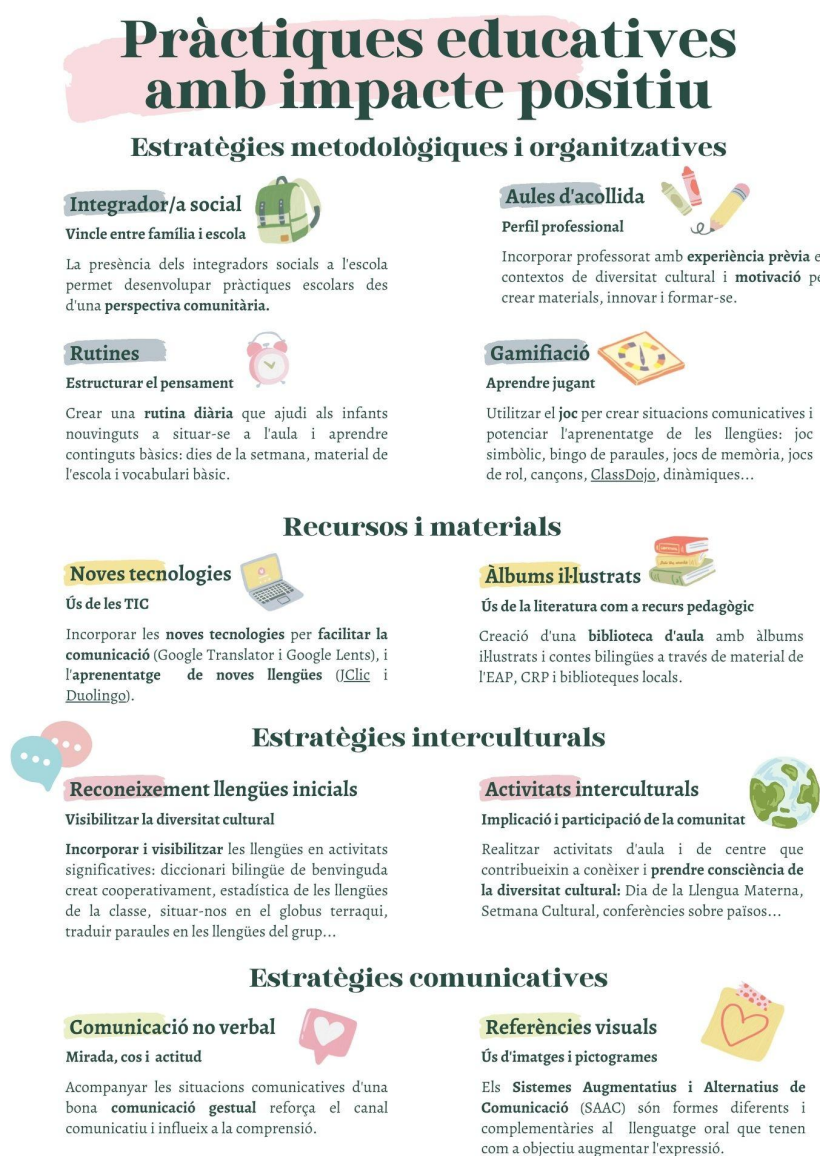 Pràctiques educatives
amb impacte positiu
Estratègies metodològiques i organitzatives
Integrador/a social
Vincle entre família i escola
La presència dels integradors socials a l'escola
permet desenvolupar pràctiques escolars des
d'una perspectiva comunitària.
Aules d'acollida
Perfil professional
Incorporar professorat amb experiència prèvia e
contextos de diversitat cultural i motivació pe
crear materials, innovar i formar-se.
Rutines
Estructurar el pensament
Crear una rutina diària que ajudi als infants
nouvinguts a situar-se a l'aula i aprendre
continguts bàsics: dies de la setmana, material de
l'escola i vocabulari bàsic.
Gamifiació
Aprendre jugant
Utilitzar el joc per crear situacions comunicatives i
potenciar l'aprenentatge de les llengües: joc
simbòlic, bingo de paraules, jocs de memòria, jocs
de rol, cançons, ClassDojo, dinàmiques...
Recursos i materials
Noves tecnologies
Ús de les TIC
Incorporar les noves tecnologies per facilitar la
comunicació (Google Translator i Google Lents), i
l'aprenentatge de noves llengües (JClic i
Duolingo).
Àlbums il·lustrats
Ús de la literatura com a recurs pedagògic
Creació d'una biblioteca d'aula amb àlbums
il·lustrats i contes bilingües a través de material de
l'EAP, CRP i biblioteques locals.
Estratègies interculturals
Reconeixement llengües inicials
Visibilitzar la diversitat cultural
Incorporar i visibilitzar les llengües en activitats
significatives: diccionari bilingüe de benvinguda
creat cooperativament, estadística de les llengües
de la classe, situar-nos en el globus terraqui,
traduir paraules en les llengües del grup...
Activitats interculturals
Implicació i participació de la comunitat
Realitzar activitats d'aula i de centre que
contribueixin a conèixer i prendre consciència de
la diversitat cultural: Dia de la Llengua Materna,
Setmana Cultural, conferències sobre països...
Estratègies comunicatives
Comunicació no verbal
Mirada, cos i actitud
Acompanyar les situacions comunicatives d'una
bona comunicació gestual reforça el canal
comunicatiu i influeix a la comprensió.
Referències visuals
Ús d'imatges i pictogrames
Els Sistemes Augmentatius i Alternatius de
Comunicació (SAAC) són formes diferents i
complementàries al llenguatge oral que tenen
com a objectiu augmentar l'expressió.